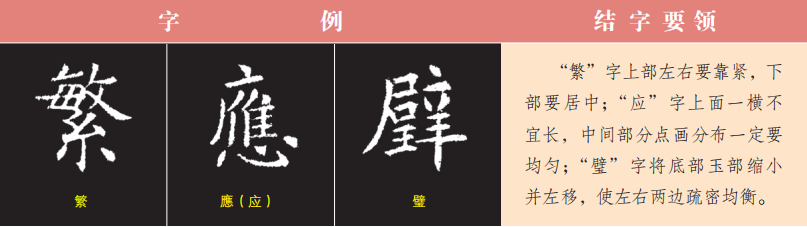 字 例
结字要领
繁
應
璧
繁
應（应）
璧
“繁”字上部左右要靠紧，下
部要居中；“应”字上面一横不
宜长，中间部分点画分布一定要
均匀；“璧”字将底部玉部缩小
并左移，使左右两边疏密均衡。